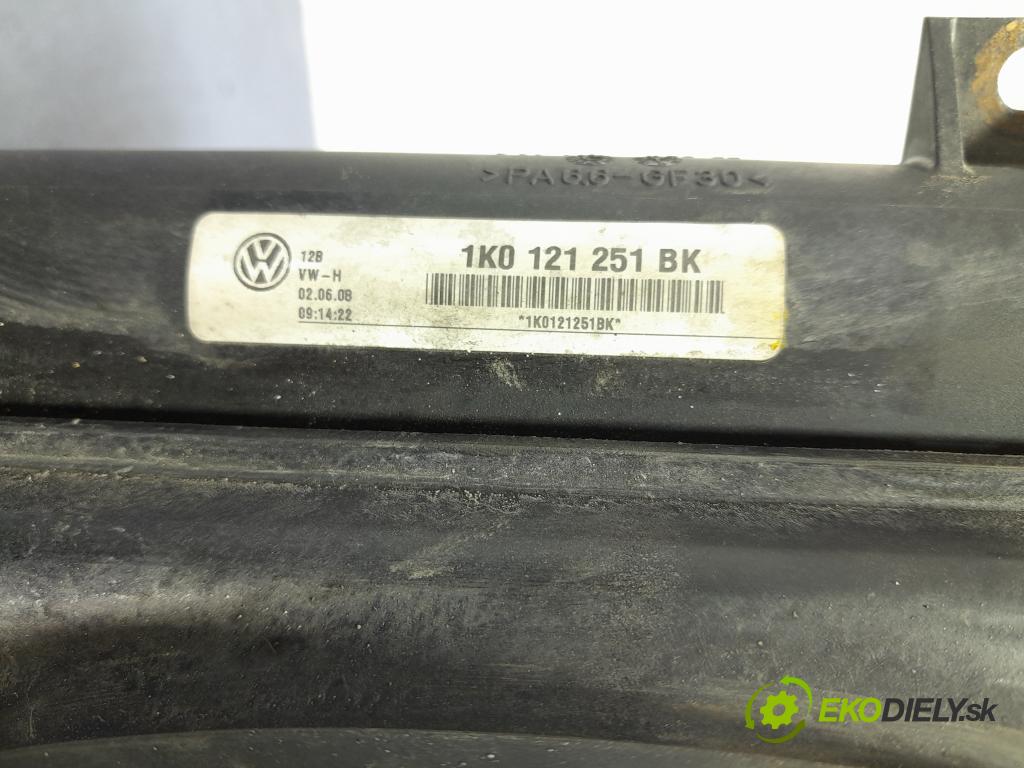 >PA6.6-GF30<
12B
VW-H
02.06.08
09:14:22
1K0 121 251 BK
*1K0121251BK*
EKODIELY.sk